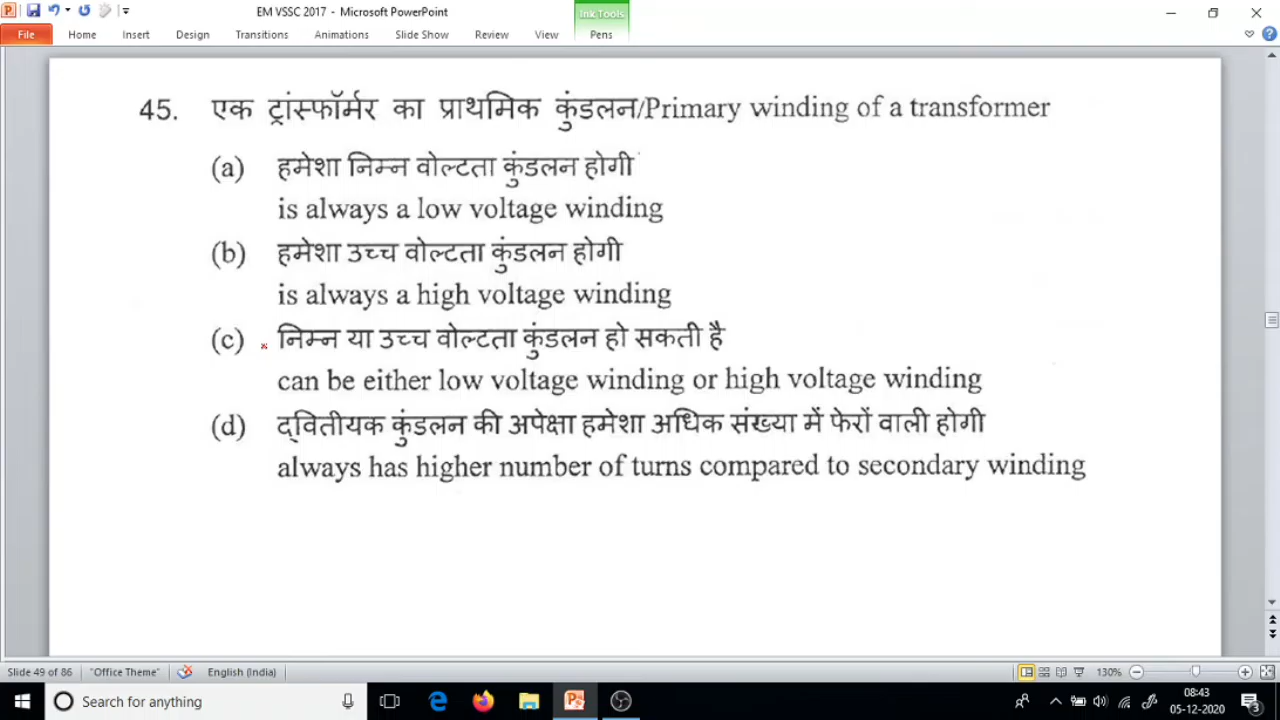 EM VSSC 2017 - Microsoft PowerPoint
Ink Tools
File Home Insert Design Transitions Animations Slide Show Review View Pens
45. एक ट्रांस्फॉर्मर का प्राथमिक कुंडलन/Primary winding of a transformer
(a) हमेशा निम्न वोल्टता कुंडलन होगी
is always a low voltage winding
(b) हमेशा उच्च वोल्टता कुंडलन होगी
is always a high voltage winding
(c) निम्न या उच्च वोल्टता कुंडलन हो सकती है
can be either low voltage winding or high voltage winding
(d) द्वितीयक कुंडलन की अपेक्षा हमेशा अधिक संख्या में फेरों वाली होगी
always has higher number of turns compared to secondary winding
Slide 49 of 86 "Office Theme" English (India) 130%
Search for anything
08:43
05-12-2020
3